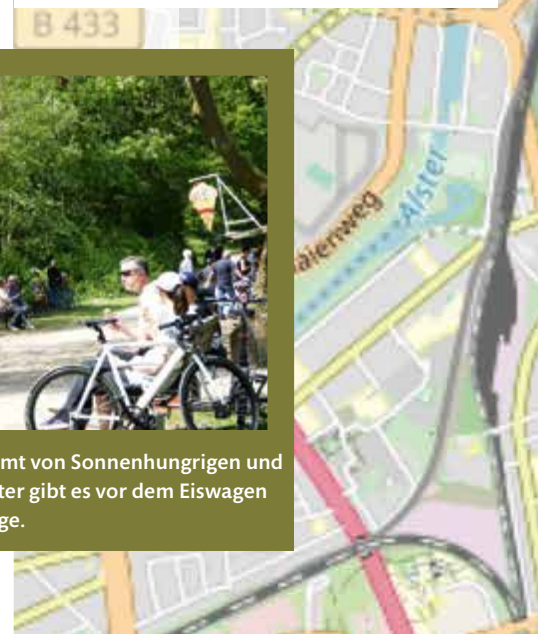 B 433
Alster
alenweg
mt von Sonnenhungrigen und
ter gibt es vor dem Eiswagen
ge.